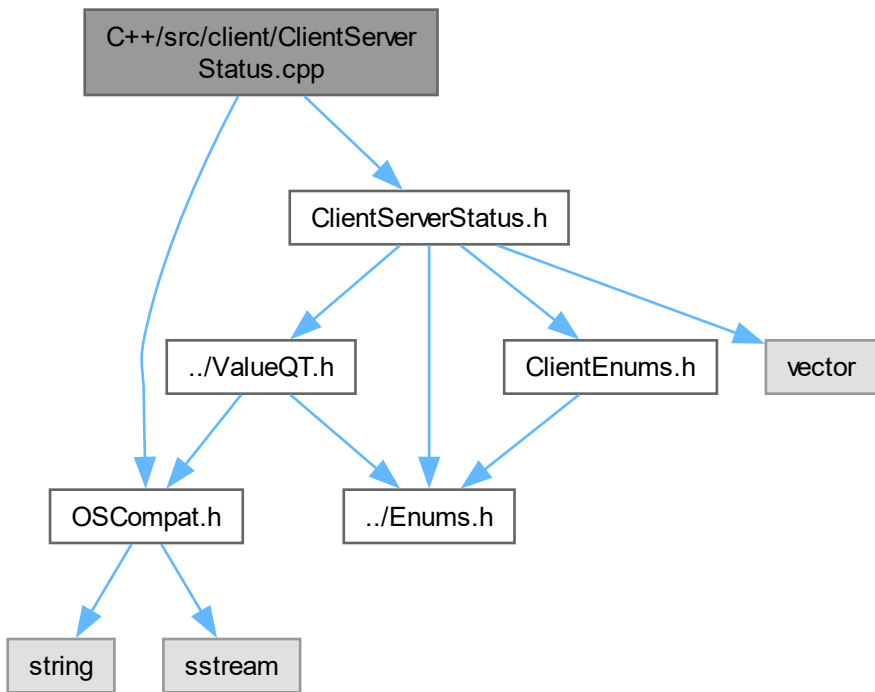 C++/src/client/ClientServer
Status.cpp
ClientServerStatus.h
../ValueQT.h
ClientEnums.h
vector
OSCompat.h
../Enums.h
string
sstream